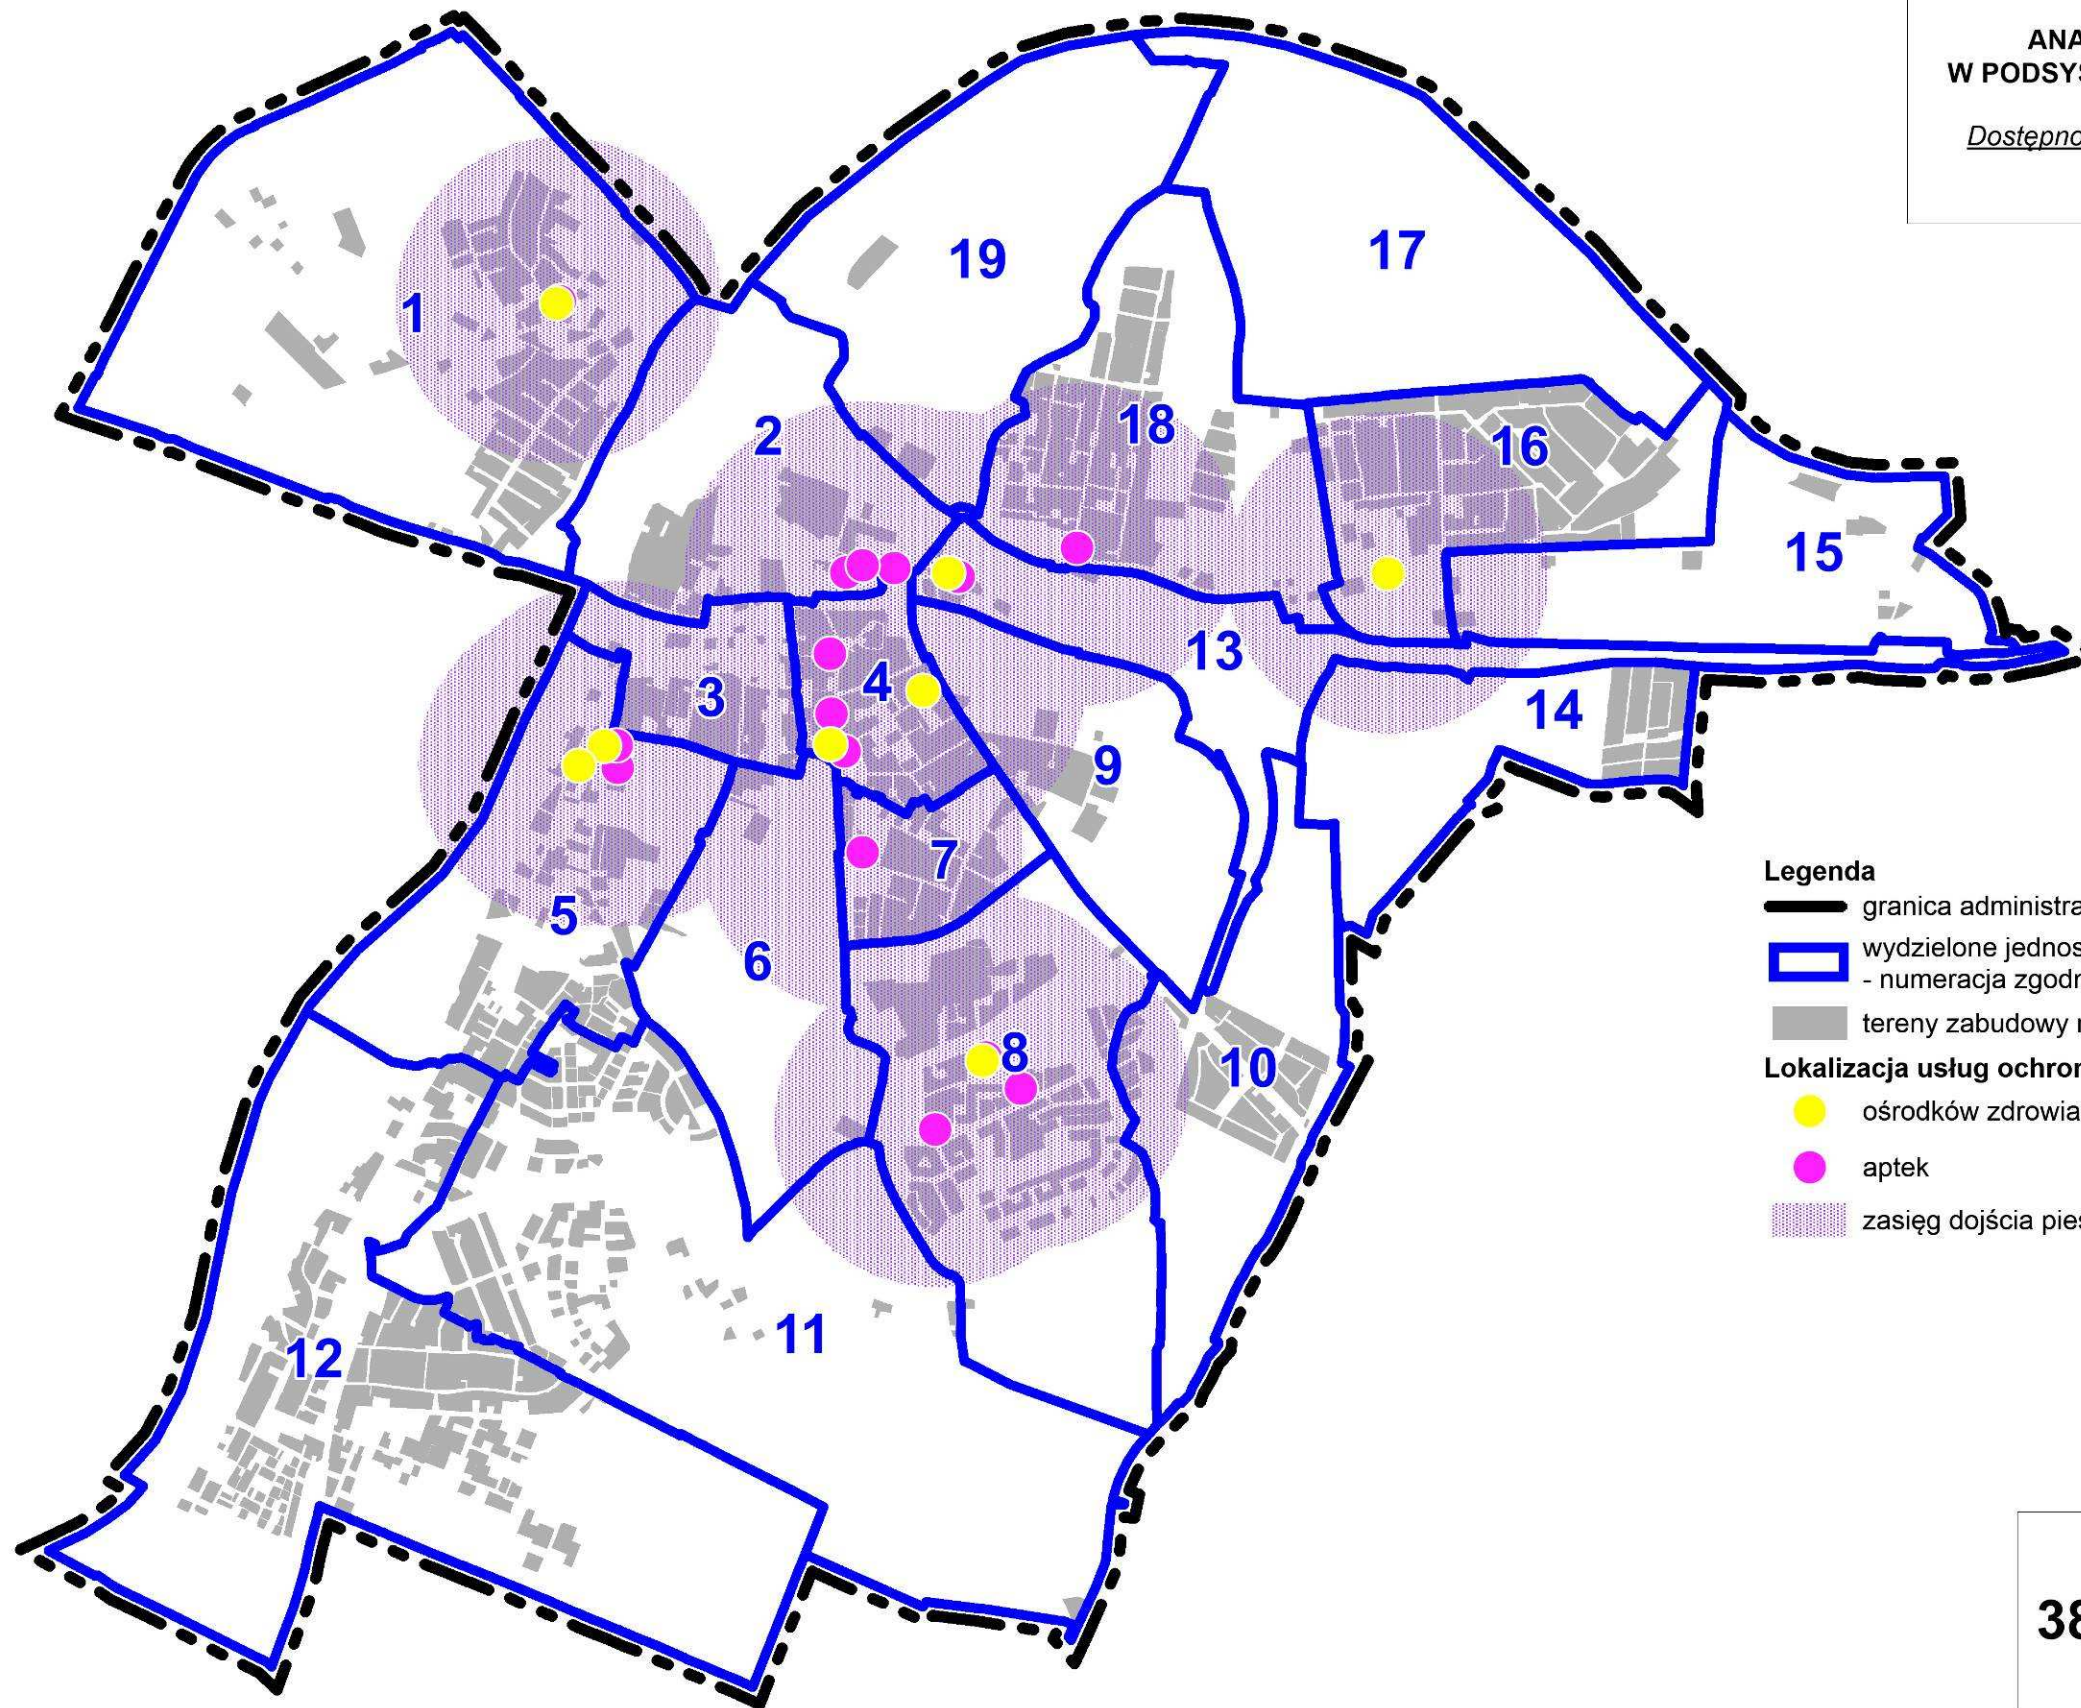 ANA
W PODSYS
Dostępno
1
19
17
2
18
16
15
13
3
4
14
9
7
5
6
8
10
12
11
Legenda
granica administra
wydzielone jednos
- numeracja zgodn
tereny zabudowy
Lokalizacja usług ochron
ośrodków zdrowia
aptek
zasięg dojścia pies
38